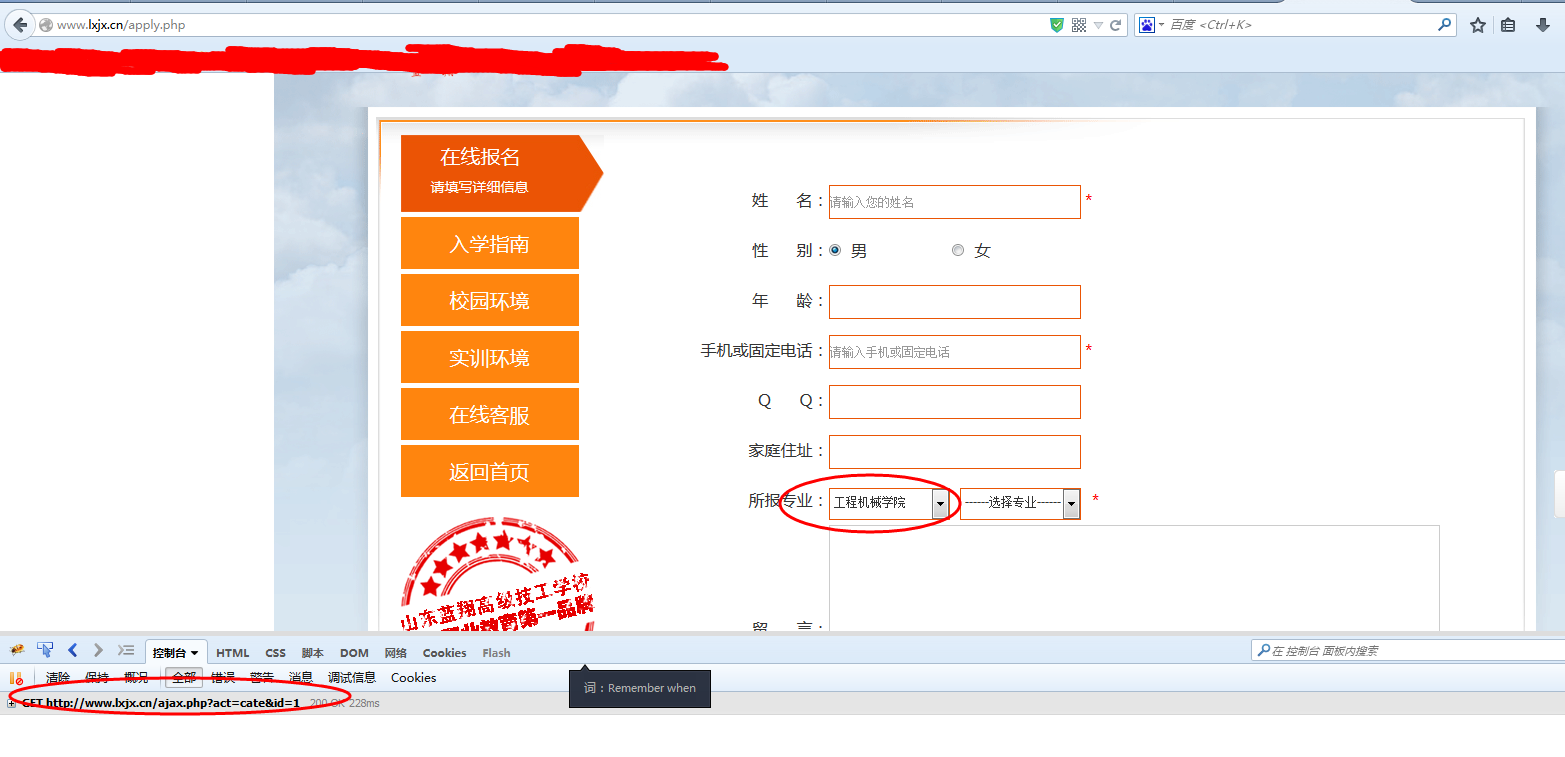 www.lxjx.cn/apply.php
百度 <Ctrl+K>
在线报名
请填写详细信息
入学指南
校园环境
实训环境
在线客服
返回首页
山东蓝翔高级技工学校
业教育第一品牌
姓 名：
请输入您的姓名
*
性 别：
男
女
年 龄：
手机或固定电话：
请输入手机或固定电话
*
Q Q：
家庭住址：
所报专业：
工程机械学院
------选择专业------
*
留 言：
控制台
HTML
CSS
脚本
DOM
网络
Cookies
Flash
在 控制台 面板内搜索
清除
保持
概况
全部
错误
警告
消息
调试信息
Cookies
GET http://www.lxjx.cn/ajax.php?act=cate&id=1
200 OK 228ms
词：Remember when